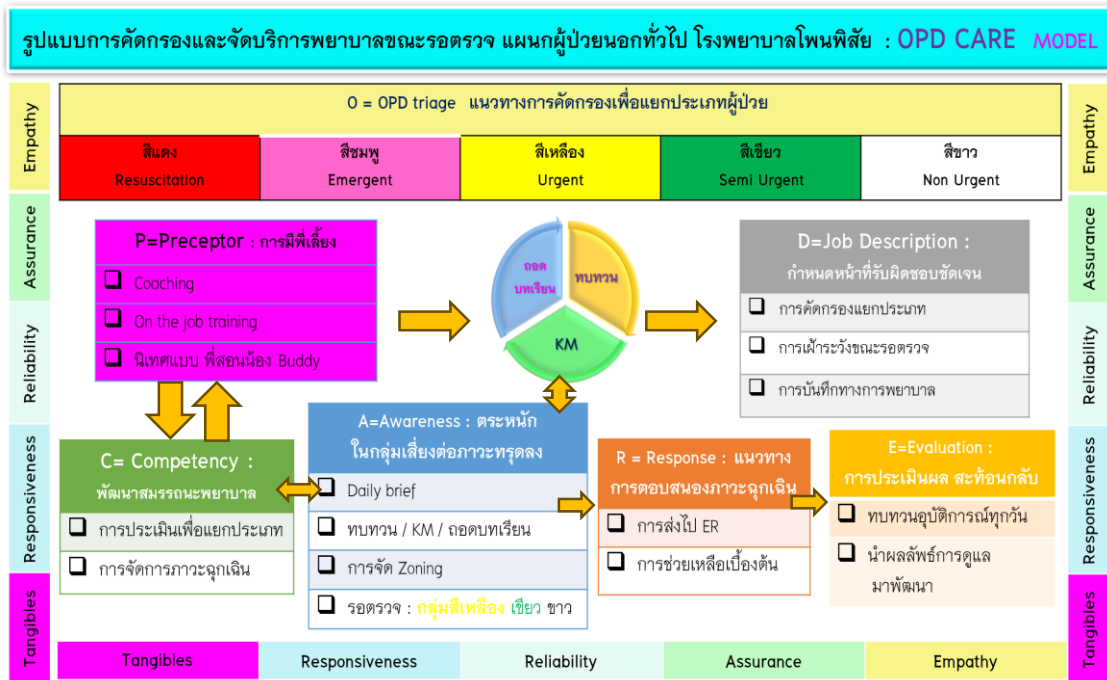 รูปแบบการคัดกรองและจัดบริการพยาบาลขณะรอตรวจ แผนกผู้ป่วยนอกทั่วไป โรงพยาบาลโพนพิสัย : OPD CARE MODEL
Empathy
Assurance
Reliability
Responsiveness
Tangibles
O = OPD triage แนวทางการคัดกรองเพื่อแยกประเภทผู้ป่วย
สีแดง
Resuscitation
สีชมพู
Emergent
สีเหลือง
Urgent
สีเขียว
Semi Urgent
สีขาว
Non Urgent
P=Preceptor : การมีพี่เลี้ยง
Coaching
On the job training
นิเทศแบบ พี่สอนน้อง Buddy
ถอด
บทเรียน
ทบทวน
KM
D=Job Description :
กำหนดหน้าที่รับผิดชอบชัดเจน
การคัดกรองแยกประเภท
การเฝ้าระวังขณะรอตรวจ
การบันทึกทางการพยาบาล
C= Competency :
พัฒนาสมรรถนะพยาบาล
การประเมินเพื่อแยกประเภท
การจัดการภาวะฉุกเฉิน
A=Awareness : ตระหนัก
ในกลุ่มเสี่ยงต่อภาวะทรุดลง
Daily brief
ทบทวน / KM / ถอดบทเรียน
การจัด Zoning
รอตรวจ : กลุ่มสีเหลือง เขียว ขาว
R = Response : แนวทาง
การตอบสนองภาวะฉุกเฉิน
การส่งไป ER
การช่วยเหลือเบื้องต้น
E=Evaluation :
การประเมินผล สะท้อนกลับ
ทบทวนอุบัติการณ์ทุกวัน
นำผลลัพธ์การดูแล
มาพัฒนา
Empathy
Assurance
Reliability
Responsiveness
Tangibles
Tangibles
Responsiveness
Reliability
Assurance
Empathy